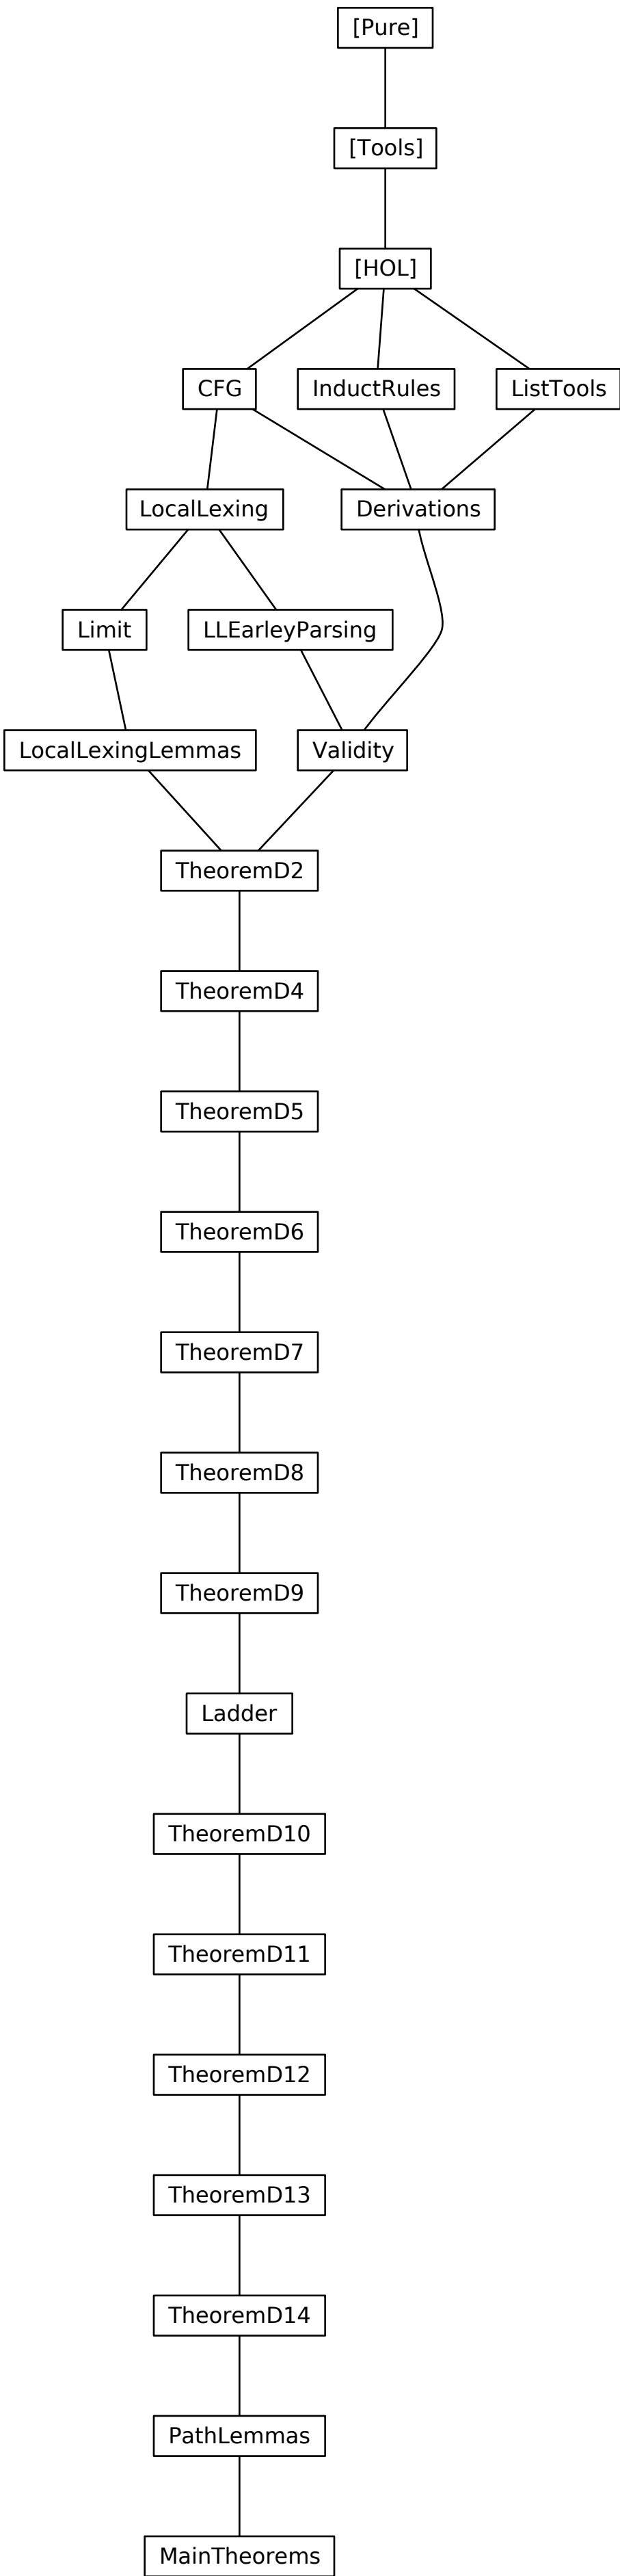 [Pure]
[Tools]
[HOL]
CFG
InductRules
ListTools
LocalLexing
Derivations
Limit
LLEarleyParsing
LocalLexingLemmas
Validity
TheoremD2
TheoremD4
TheoremD5
TheoremD6
TheoremD7
TheoremD8
TheoremD9
Ladder
TheoremD10
TheoremD11
TheoremD12
TheoremD13
TheoremD14
PathLemmas
MainTheorems